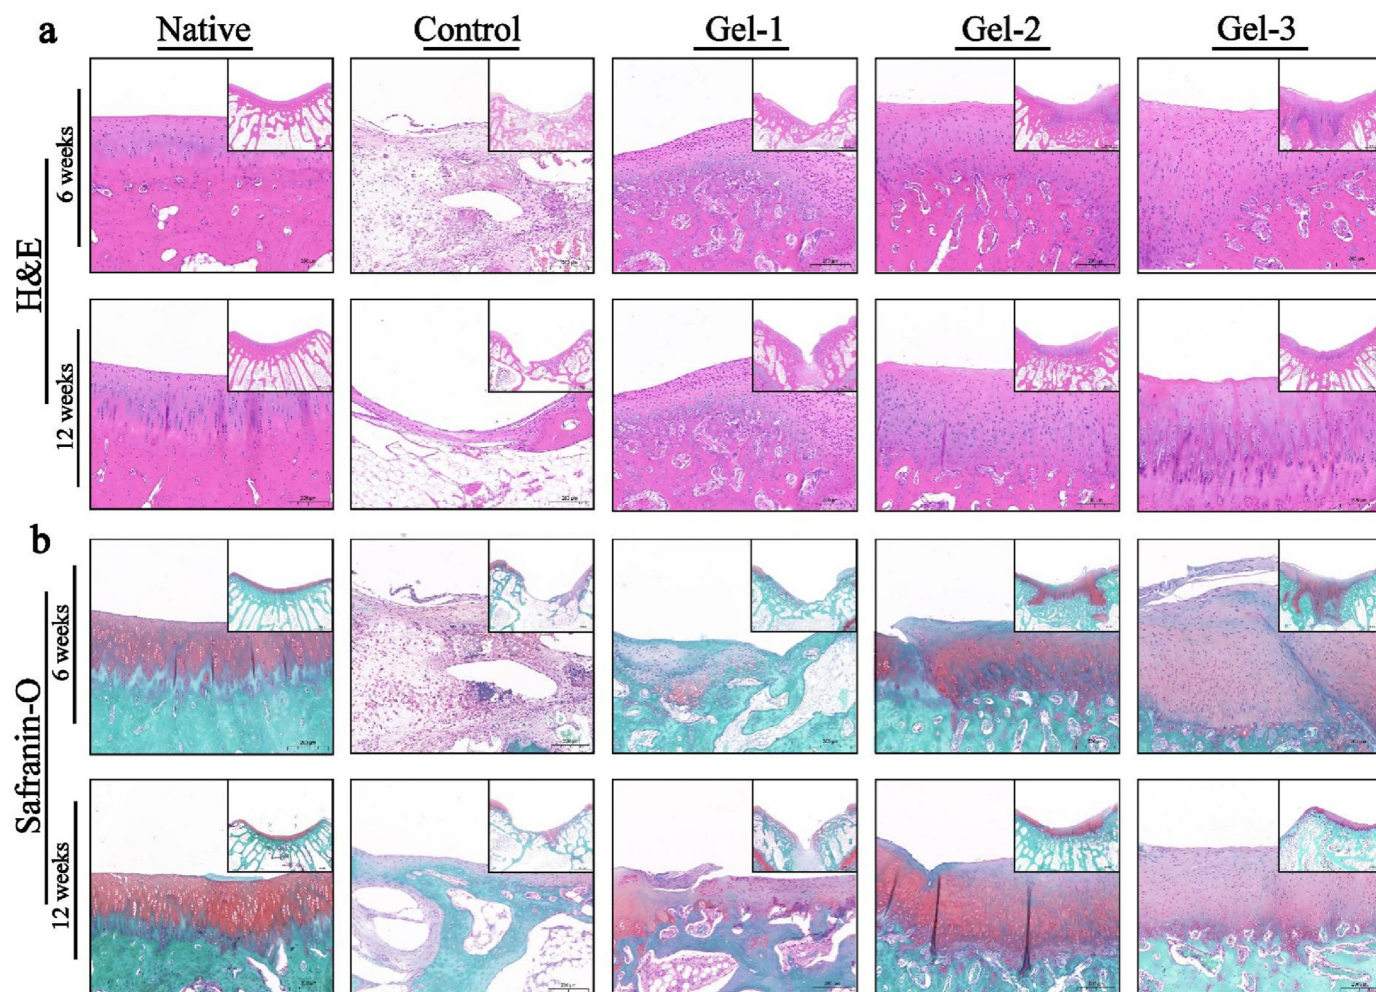 a
Native Control Gel-1 Gel-2 Gel-3
H&E
6 weeks
12 weeks
b
Safranin-O
6 weeks
12 weeks